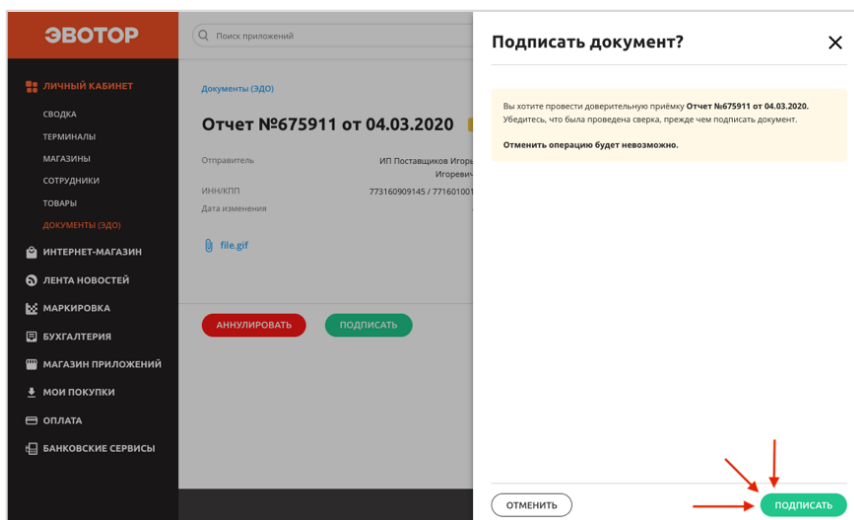 ЭВОТОР
Поиск приложений
ЛИЧНЫЙ КАБИНЕТ
СВОДКА
ТЕРМИНАЛЫ
МАГАЗИНЫ
СОТРУДНИКИ
ТОВАРЫ
ДОКУМЕНТЫ (ЭДО)
ИНТЕРНЕТ-МАГАЗИН
ЛЕНТА НОВОСТЕЙ
МАРКИРОВКА
БУХГАЛТЕРИЯ
МАГАЗИН ПРИЛОЖЕНИЙ
МОИ ПОКУПКИ
ОПЛАТА
БАНКОВСКИЕ СЕРВИСЫ
Документы (ЭДО)
Отчет №675911 от 04.03.2020
Отправитель
ИП Поставщиков Игорь
Игоревич
ИНН/КПП
773160909145 / 771601001
Дата изменения
file.gif
АННУЛИРОВАТЬ
ПОДПИСАТЬ
Подписать документ?
Вы хотите провести доверительную приёмку Отчет №675911 от 04.03.2020.
Убедитесь, что была проведена сверка, прежде чем подписать документ.
Отменить операцию будет невозможно.
ОТМЕНИТЬ
ПОДПИСАТЬ